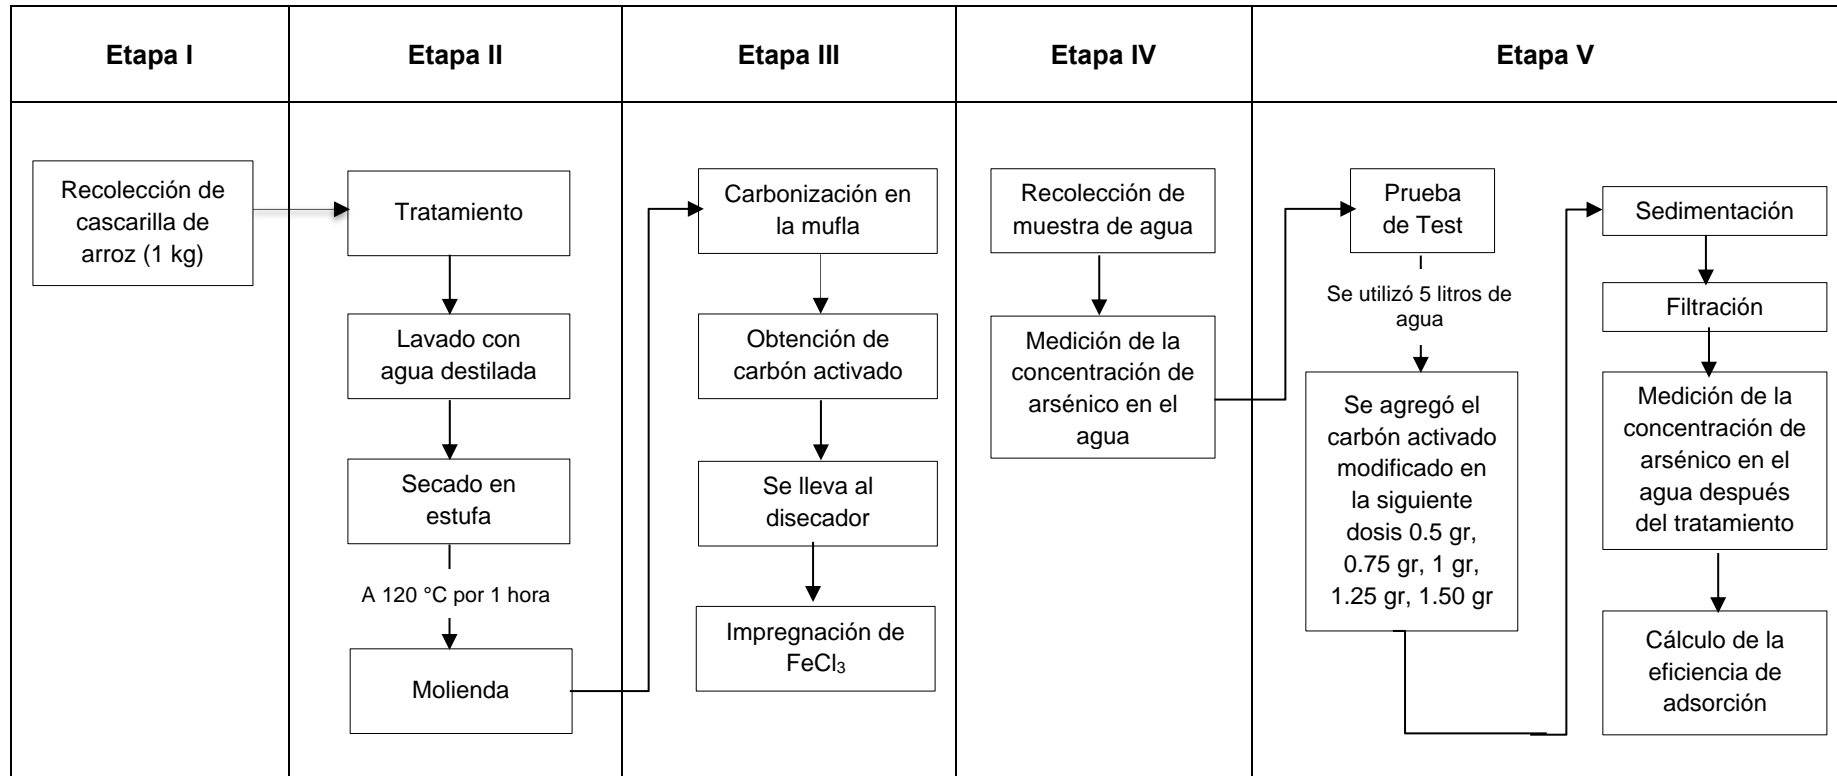 Etapa I
Etapa II
Etapa III
Etapa IV
Etapa V
Recolección de
cascarilla de
arroz (1 kg)
Tratamiento
Lavado con
agua destilada
Secado en
estufa
A 120 °C por 1 hora
Molienda
Carbonización en
la mufla
Obtención de
carbón activado
Se lleva al
disecador
Impregnación de
FeCl₃
Recolección de
muestra de agua
Medición de la
concentración de
arsénico en el
agua
Prueba
de Test
Se utilizó 5 litros de
agua
Se agregó el
carbón activado
modificado en
la siguiente
dosis 0.5 gr,
0.75 gr, 1 gr,
1.25 gr, 1.50 gr
Sedimentación
Filtración
Medición de la
concentración de
arsénico en el
agua después
del tratamiento
Cálculo de la
eficiencia de
adsorción